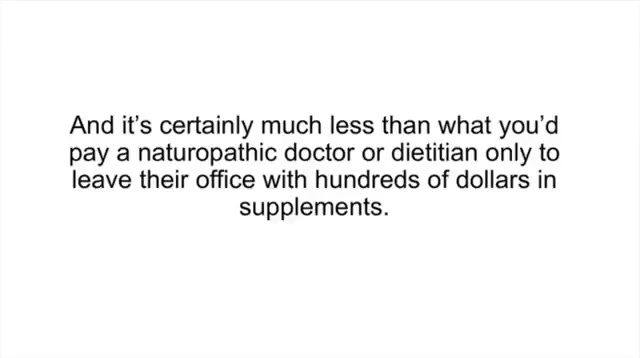 And it’s certainly much less than what you’d
pay a naturopathic doctor or dietitian only to
leave their office with hundreds of dollars in
supplements.